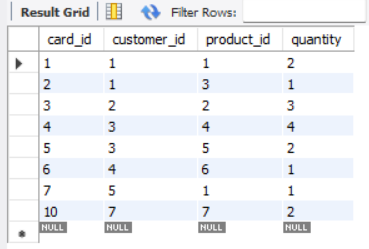 Result Grid Filter Rows:
card_id customer_id product_id quantity
1 1 1 2
2 1 3 1
3 2 2 3
4 3 4 4
5 3 5 2
6 4 6 1
7 5 1 1
10 7 7 2
NULL NULL NULL NULL